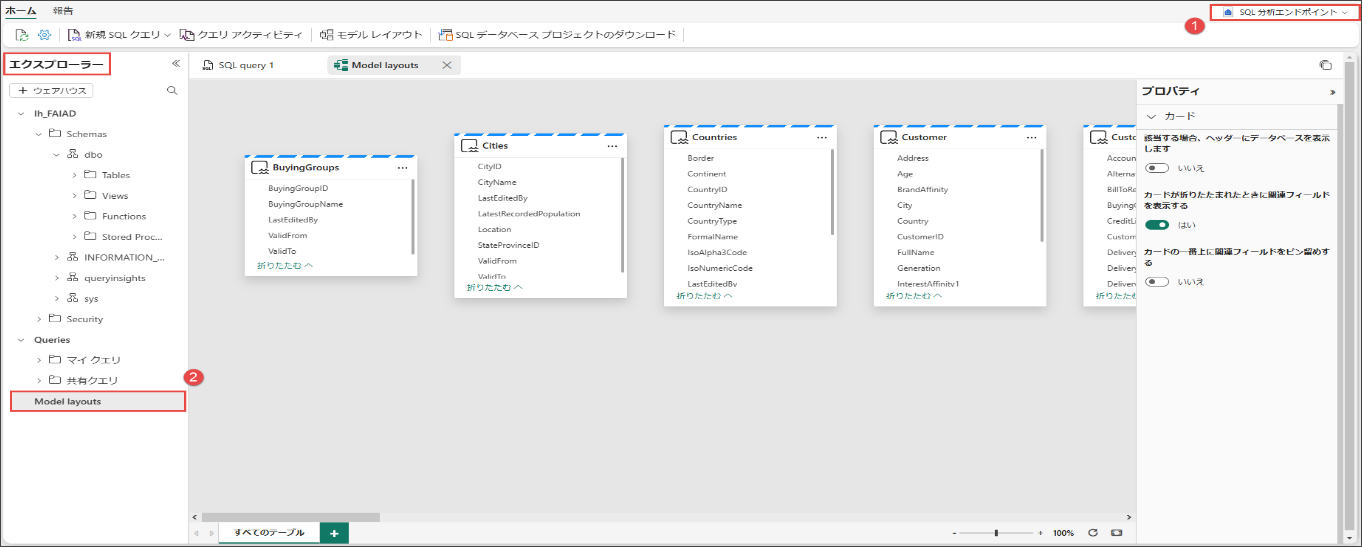 ホーム 報告
SQL 分析エンドポイント
1
新規 SQL クエリ クエリ アクティビティ モデル レイアウト SQL データベース プロジェクトのダウンロード
エクスプローラー
+ ウェアハウス
lh_FAIAD
Schemas
dbo
Tables
Views
Functions
Stored Proc...
INFORMATION_...
queryinsights
sys
Security
Queries
マイ クエリ
共有クエリ
2
Model layouts
SQL query 1 Model layouts
BuyingGroups
BuyingGroupID
BuyingGroupName
LastEditedBy
ValidFrom
ValidTo
折りたたむ
Cities
CityID
CityName
LastEditedBy
LatestRecordedPopulation
Location
StateProvinceID
ValidFrom
ValidTo
折りたたむ
Countries
Border
Continent
CountryID
CountryName
CountryType
FormalName
IsoAlpha3Code
IsoNumericCode
LastEditedBy
折りたたむ
Customer
Address
Age
BrandAffinity
City
Country
CustomerID
FullName
Generation
InterestAffinity1
折りたたむ
Custo
Accoun
Alterna
BillToRe
BuyingG
CreditLi
Custom
Delivery
Deliver
Deliver
折りたたむ
プロパティ
カード
該当する場合、ヘッダーにデータベースを表示
します
いいえ
カードが折りたたまれたときに関連フィールド
を表示する
はい
カードの一番上に関連フィールドをピン留めす
る
いいえ
すべてのテーブル +
- + 100%